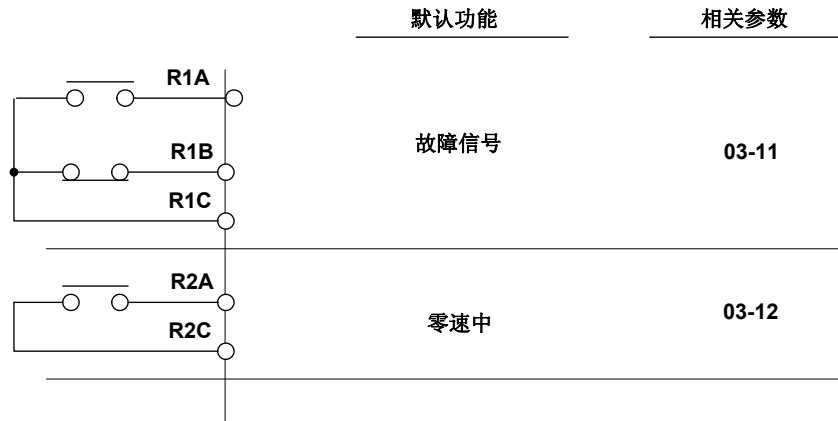 默认功能 相关参数
R1A
R1B 故障信号 03-11
R1C
R2A
R2C 零速中 03-12